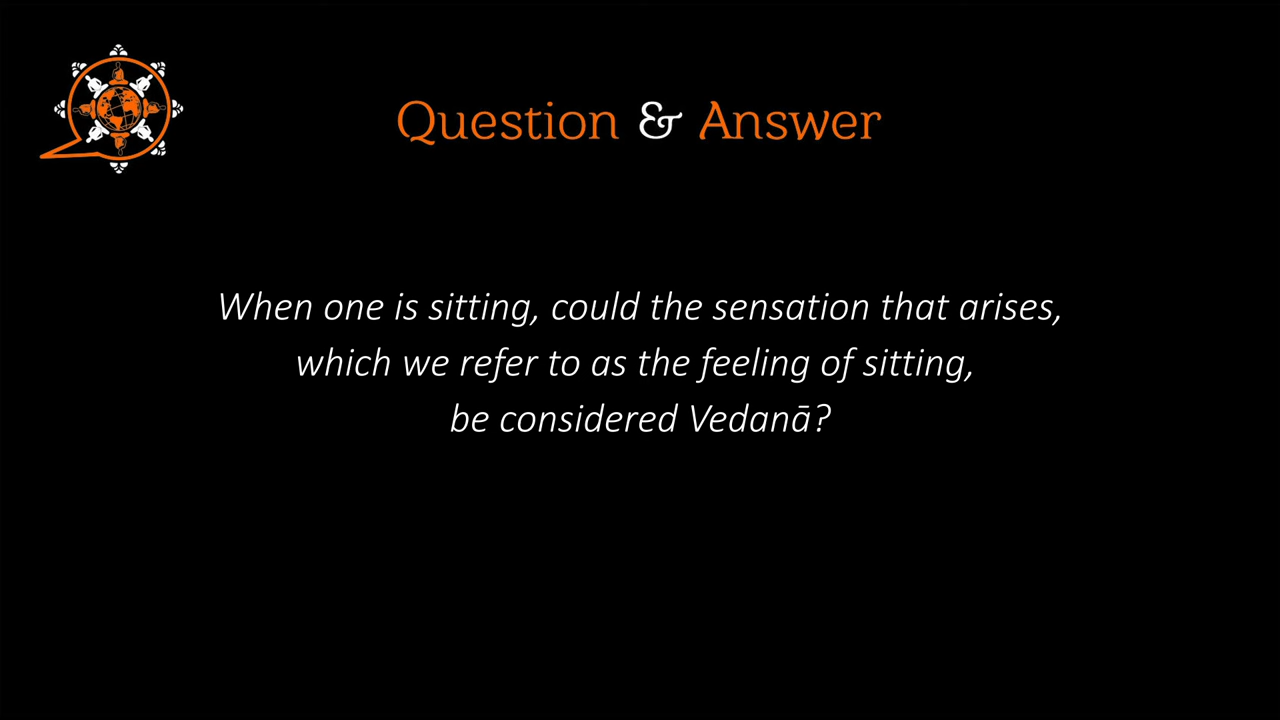 Question & Answer
When one is sitting, could the sensation that arises,
which we refer to as the feeling of sitting,
be considered Vedanā?